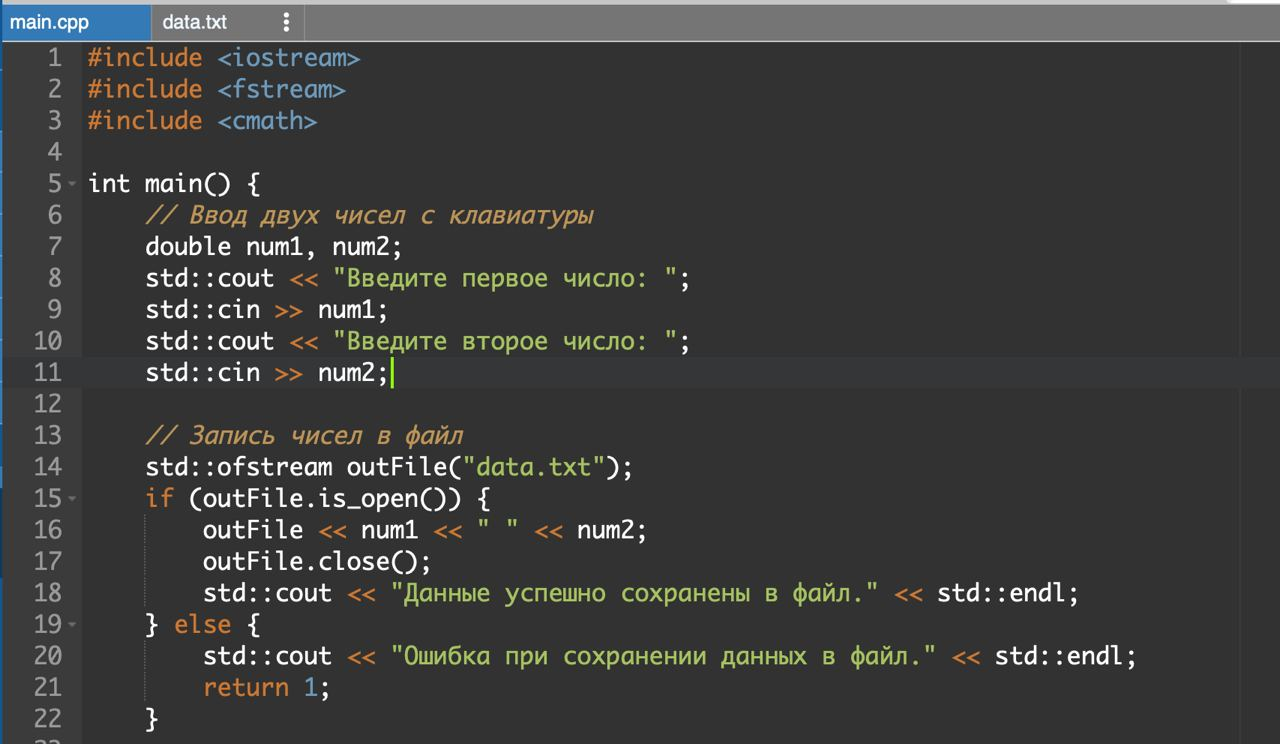 main.cpp data.txt
1 #include <iostream>
2 #include <fstream>
3 #include <cmath>
4
5 int main() {
6 // Ввод двух чисел с клавиатуры
7 double num1, num2;
8 std::cout << "Введите первое число: ";
9 std::cin >> num1;
10 std::cout << "Введите второе число: ";
11 std::cin >> num2;
12
13 // Запись чисел в файл
14 std::ofstream outFile("data.txt");
15 if (outFile.is_open()) {
16 outFile << num1 << " " << num2;
17 outFile.close();
18 std::cout << "Данные успешно сохранены в файл." << std::endl;
19 } else {
20 std::cout << "Ошибка при сохранении данных в файл." << std::endl;
21 return 1;
22 }